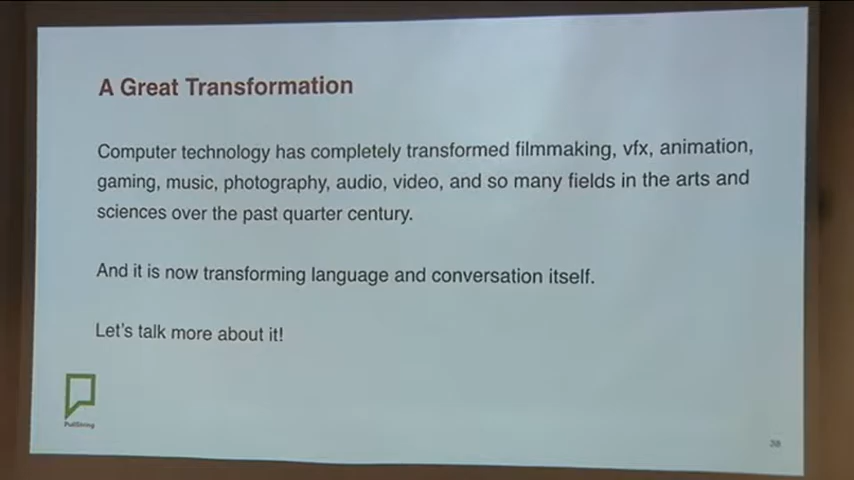 A Great Transformation
Computer technology has completely transformed filmmaking, vfx, animation,
gaming, music, photography, audio, video, and so many fields in the arts and
sciences over the past quarter century.
And it is now transforming language and conversation itself.
Let's talk more about it!
PullString
38